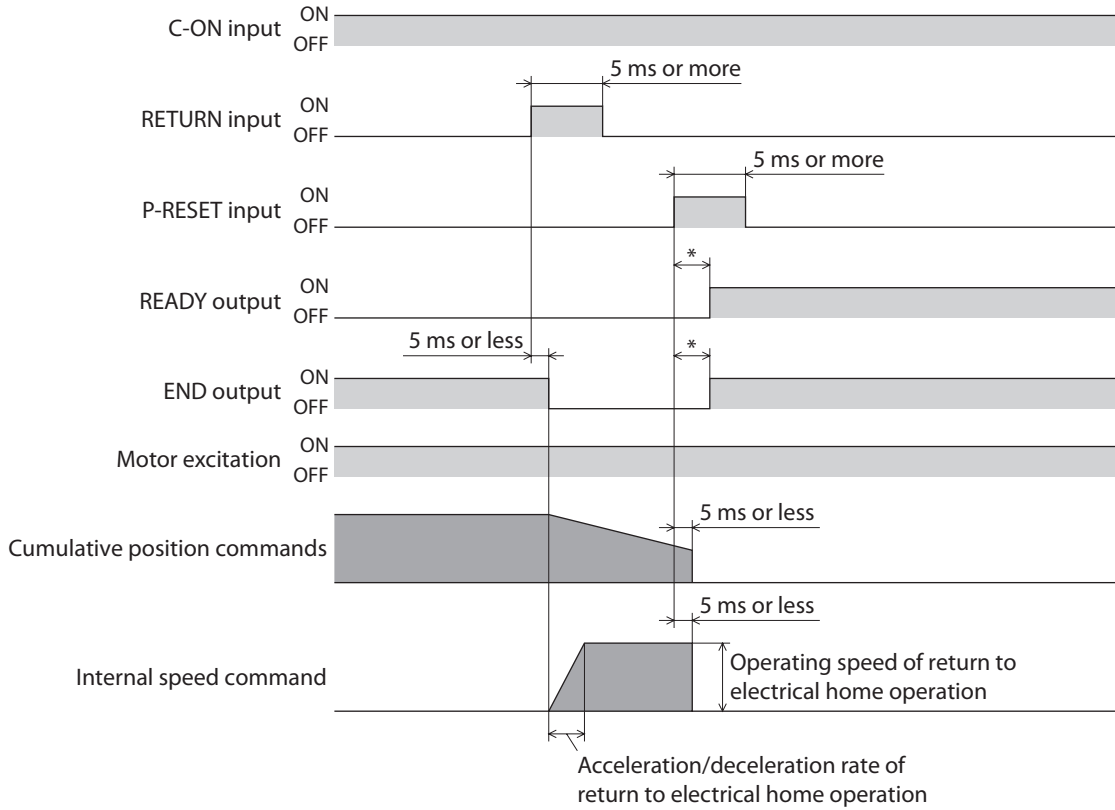 C-ON input
ON
OFF
5 ms or more
RETURN input
ON
OFF
5 ms or more
P-RESET input
ON
OFF
*
READY output
ON
OFF
5 ms or less
*
END output
ON
OFF
Motor excitation
ON
OFF
5 ms or less
Cumulative position commands
5 ms or less
Internal speed command
Operating speed of return to
electrical home operation
Acceleration/deceleration rate of
return to electrical home operation